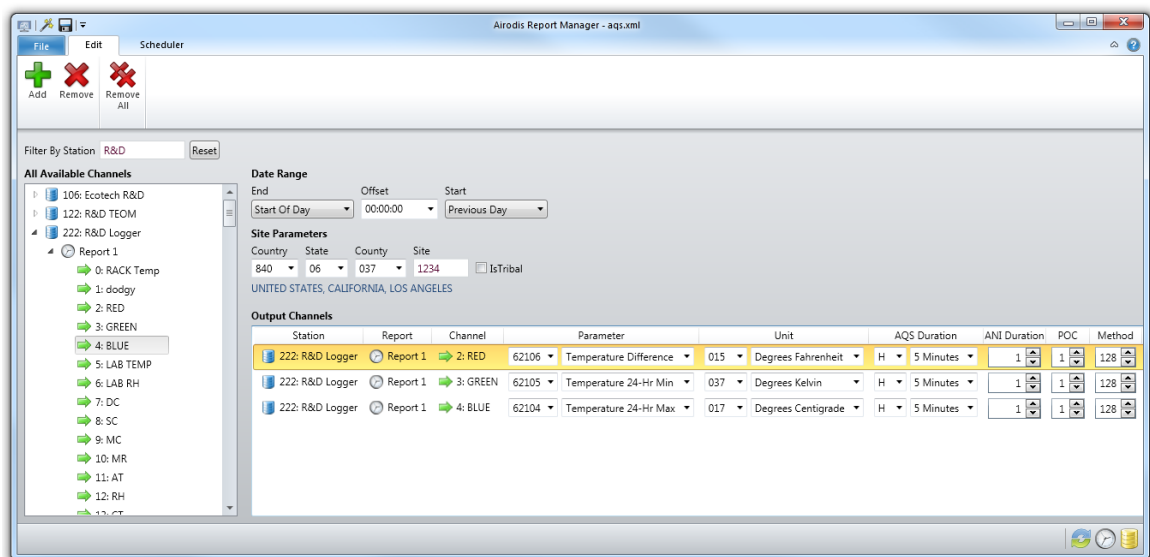 Airodis Report Manager - aqs.xml
File Edit Scheduler
Add Remove Remove All
Filter By Station R&D Reset
All Available Channels
106: Ecotech R&D
122: R&D TEOM
222: R&D Logger
Report 1
0: RACK Temp
1: dodgy
2: RED
3: GREEN
4: BLUE
5: LAB TEMP
6: LAB RH
7: DC
8: SC
9: MC
10: MR
11: AT
12: RH
13: CT
Date Range
End Offset Start
Start Of Day 00:00:00 Previous Day
Site Parameters
Country State County Site
840 06 037 1234 IsTribal
UNITED STATES, CALIFORNIA, LOS ANGELES
Output Channels
Station Report Channel Parameter Unit AQS Duration ANI Duration POC Method
222: R&D Logger Report 1 2: RED 62106 Temperature Difference 015 Degrees Fahrenheit H 5 Minutes 1 1 128
222: R&D Logger Report 1 3: GREEN 62105 Temperature 24-Hr Min 037 Degrees Kelvin H 5 Minutes 1 1 128
222: R&D Logger Report 1 4: BLUE 62104 Temperature 24-Hr Max 017 Degrees Centigrade H 5 Minutes 1 1 128